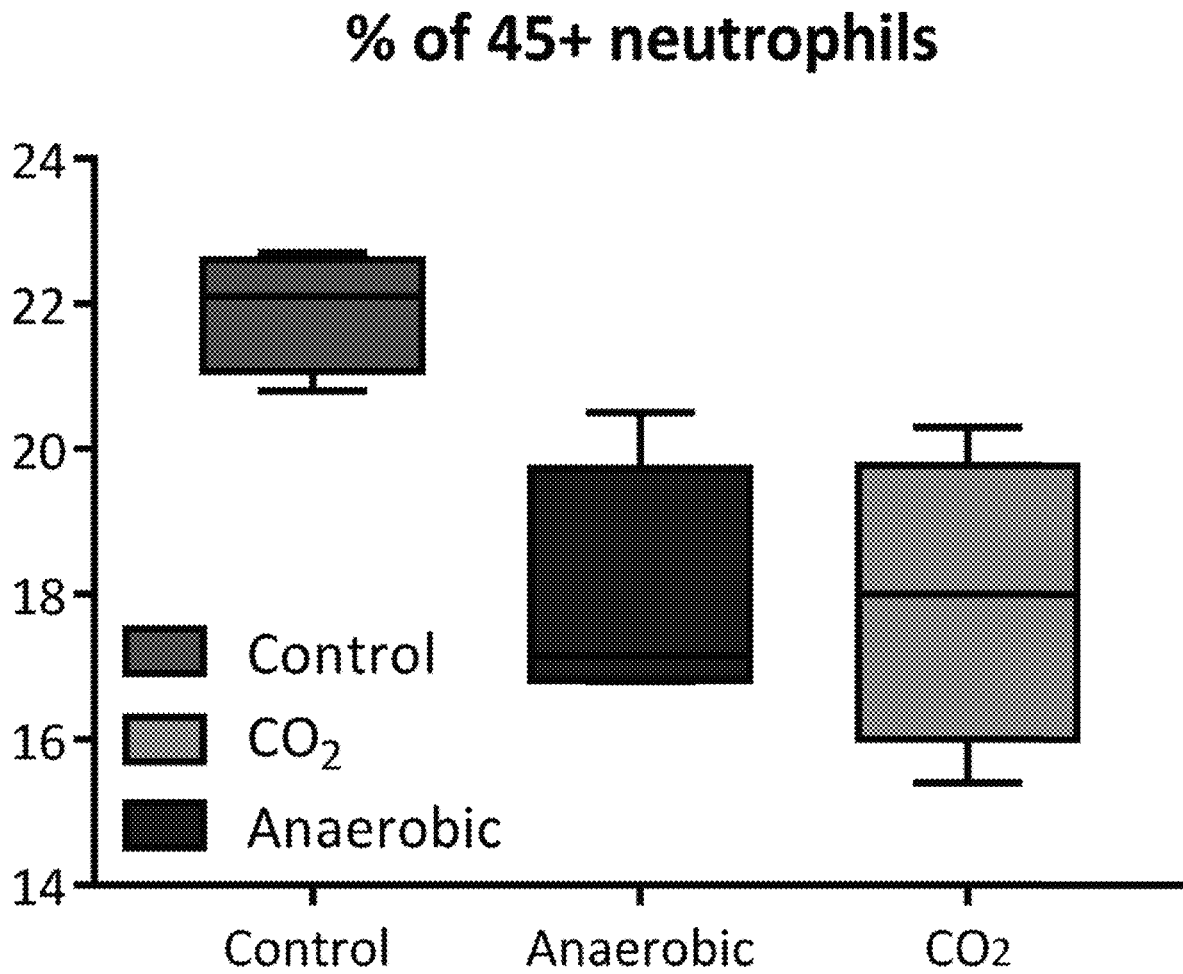 % of 45+ neutrophils
24
22
20
18
16
14
Control
CO₂
Anaerobic
Control Anaerobic CO₂